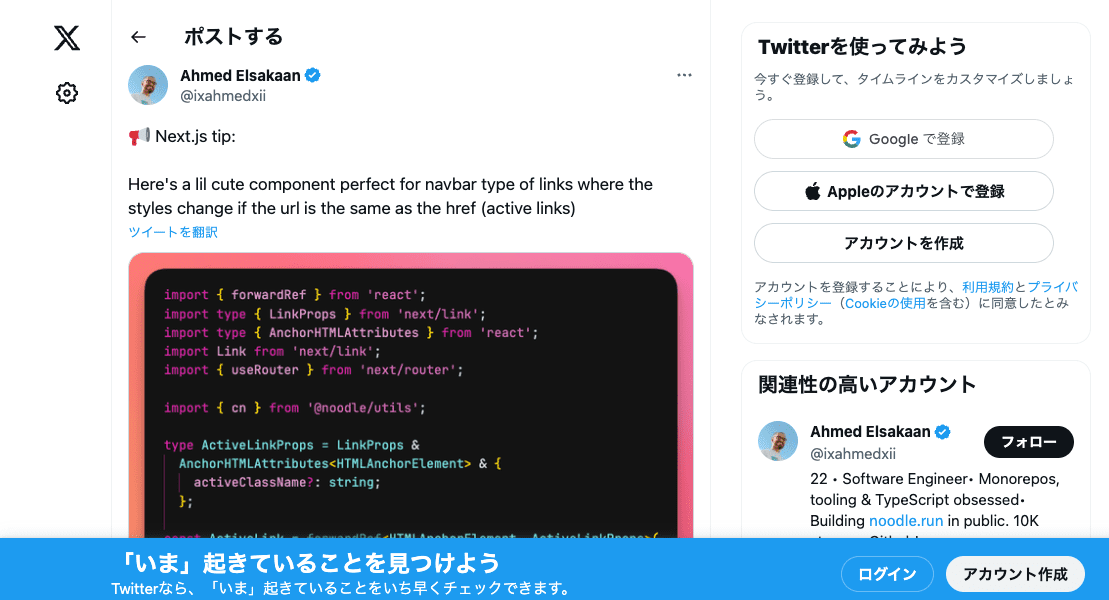 ポストする
Ahmed Elsakaan
@ixahmedxii
Next.js tip:
Here's a lil cute component perfect for navbar type of links where the
styles change if the url is the same as the href (active links)
ツイートを翻訳
import { forwardRef } from 'react';
import type { LinkProps } from 'next/link';
import type { AnchorHTMLAttributes } from 'react';
import Link from 'next/link';
import { useRouter } from 'next/router';
import { cn } from '@noodle/utils';
type ActiveLinkProps = LinkProps &
AnchorHTMLAttributes<HTMLAnchorElement> & {
activeClassName?: string;
};
Twitterを使ってみよう
今すぐ登録して、タイムラインをカスタマイズしましょ
う。
Google で登録
Appleのアカウントで登録
アカウントを作成
アカウントを登録することにより、利用規約とプライバ
シーポリシー（Cookieの使用を含む）に同意したとみ
なされます。
関連性の高いアカウント
Ahmed Elsakaan
@ixahmedxii
フォロー
22 • Software Engineer• Monorepos,
tooling & TypeScript obsessed•
Building noodle.run in public. 10K
「いま」起きていることを見つけよう
Twitterなら、「いま」起きていることをいち早くチェックできます。
ログイン
アカウント作成